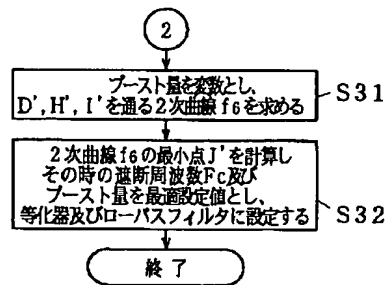 2
ブースト量を変数とし、
D',H',I'を通る2次曲線f6を求める
S31
2次曲線f6の最小点J'を計算し
その時の遮断周波数Fc及び
ブースト量を最適設定値とし、
等化器及びローパスフィルタに設定する
S32
終了